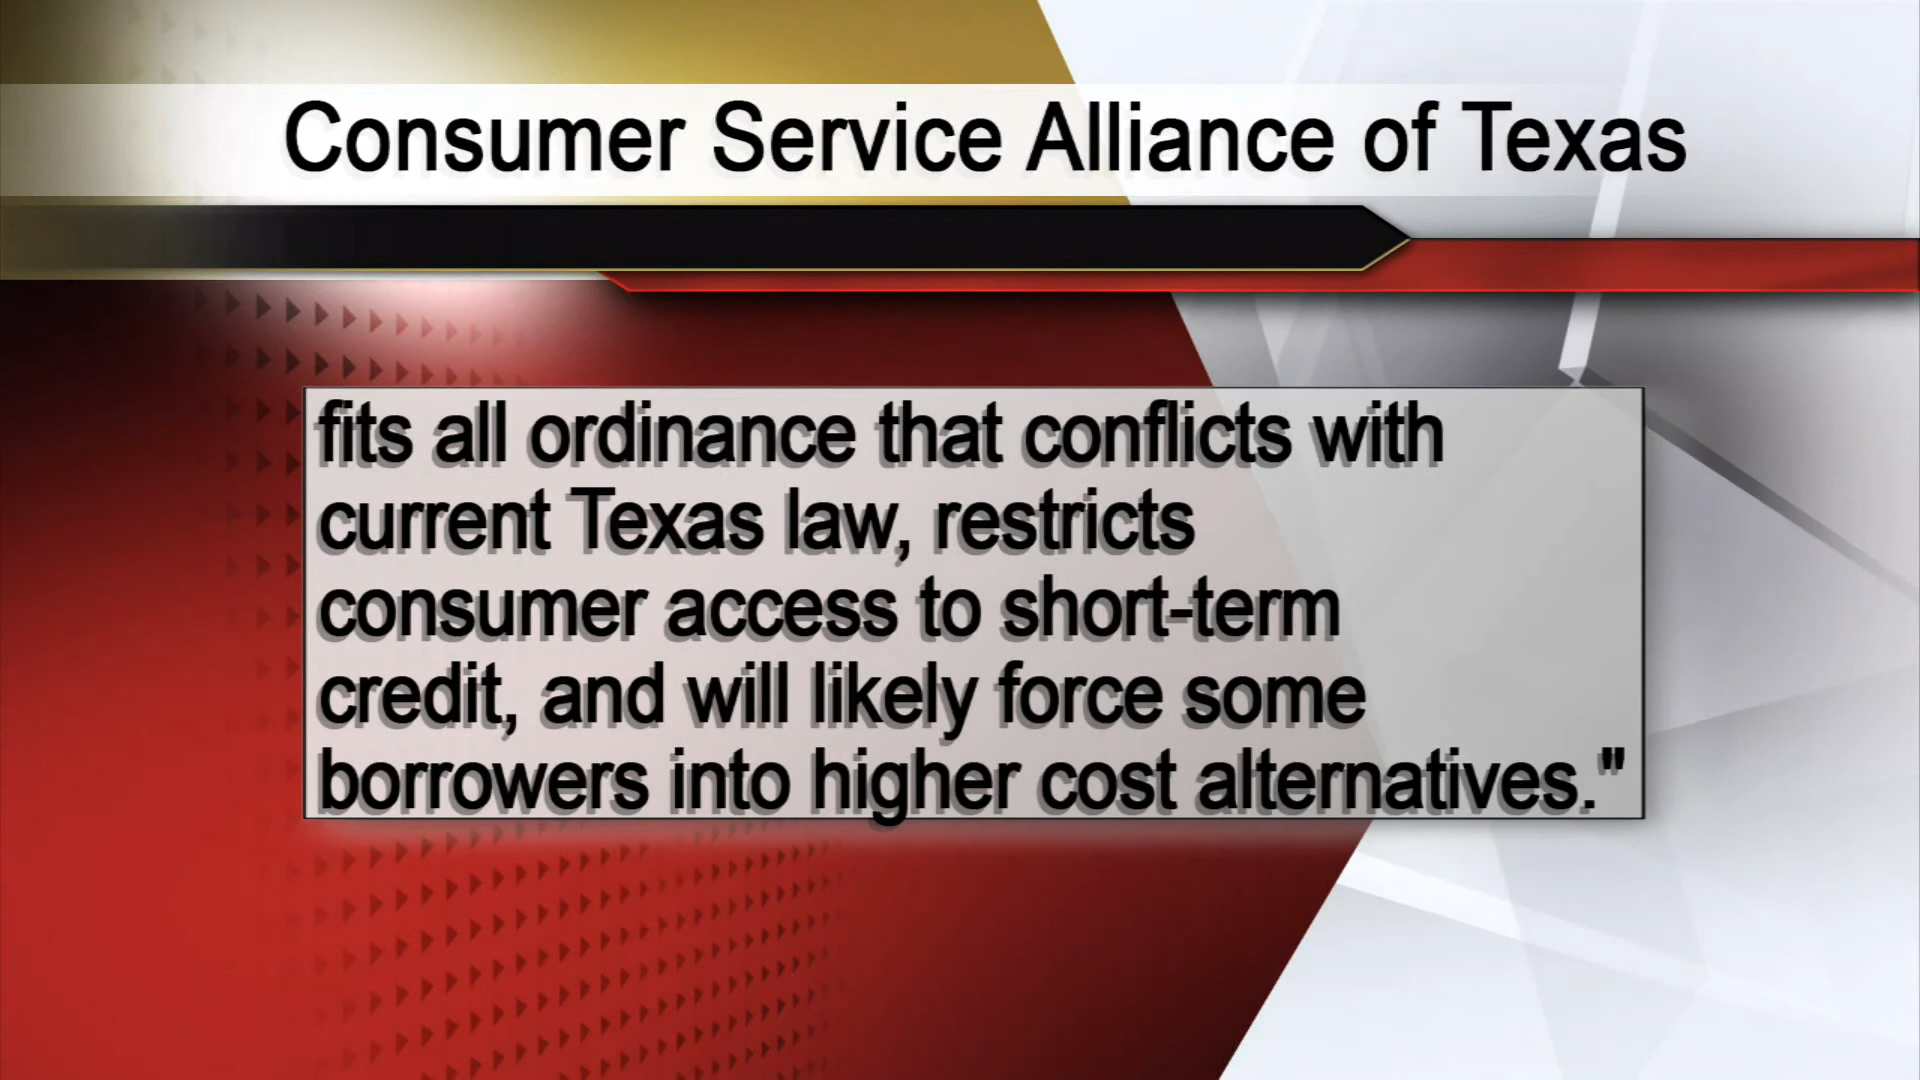 Consumer Service Alliance of Texas
fits all ordinance that conflicts with
current Texas law, restricts
consumer access to short-term
credit, and will likely force some
borrowers into higher cost alternatives."